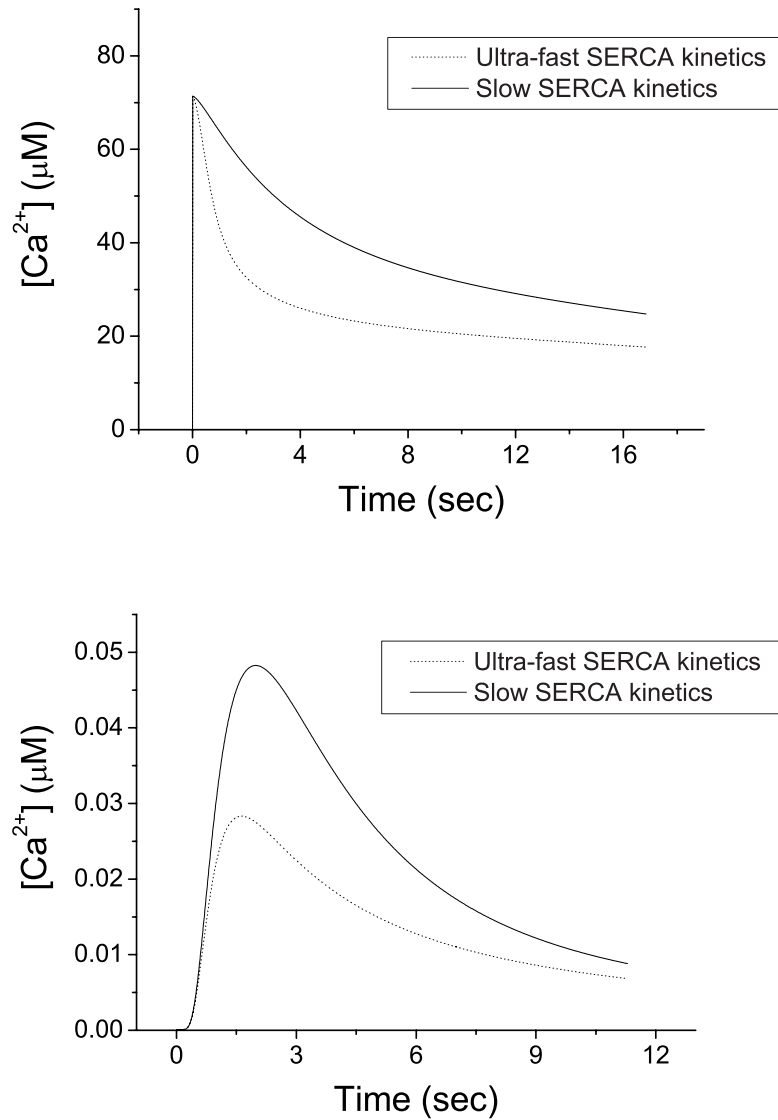 80
60
40
20
0
[Ca²⁺] (μM)
Ultra-fast SERCA kinetics
Slow SERCA kinetics
0 4 8 12 16
Time (sec)
0.05
0.04
0.03
0.02
0.01
0.00
[Ca²⁺] (μM)
Ultra-fast SERCA kinetics
Slow SERCA kinetics
0 3 6 9 12
Time (sec)